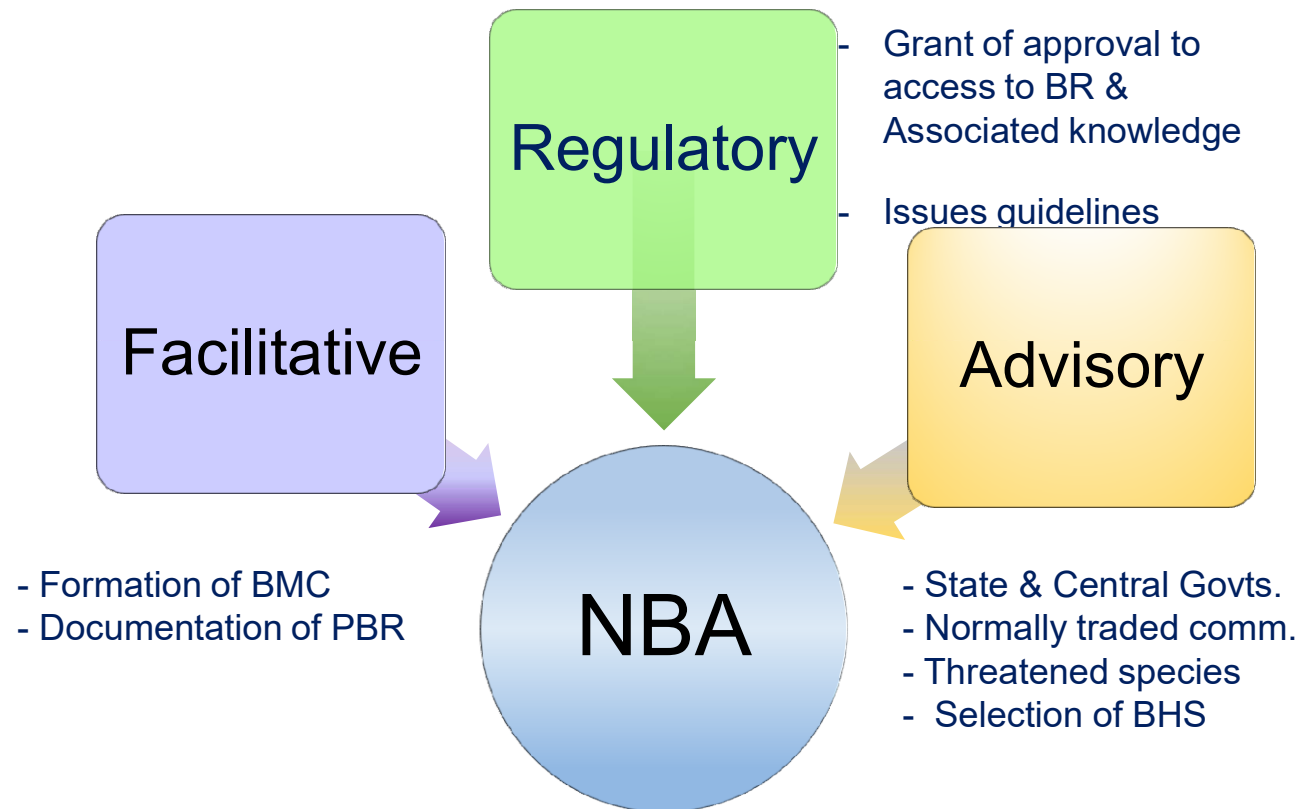 Regulatory
- Grant of approval to
access to BR &
Associated knowledge
- Issues guidelines
Facilitative
- Formation of BMC
- Documentation of PBR
Advisory
- State & Central Govts.
- Normally traded comm.
- Threatened species
- Selection of BHS
NBA